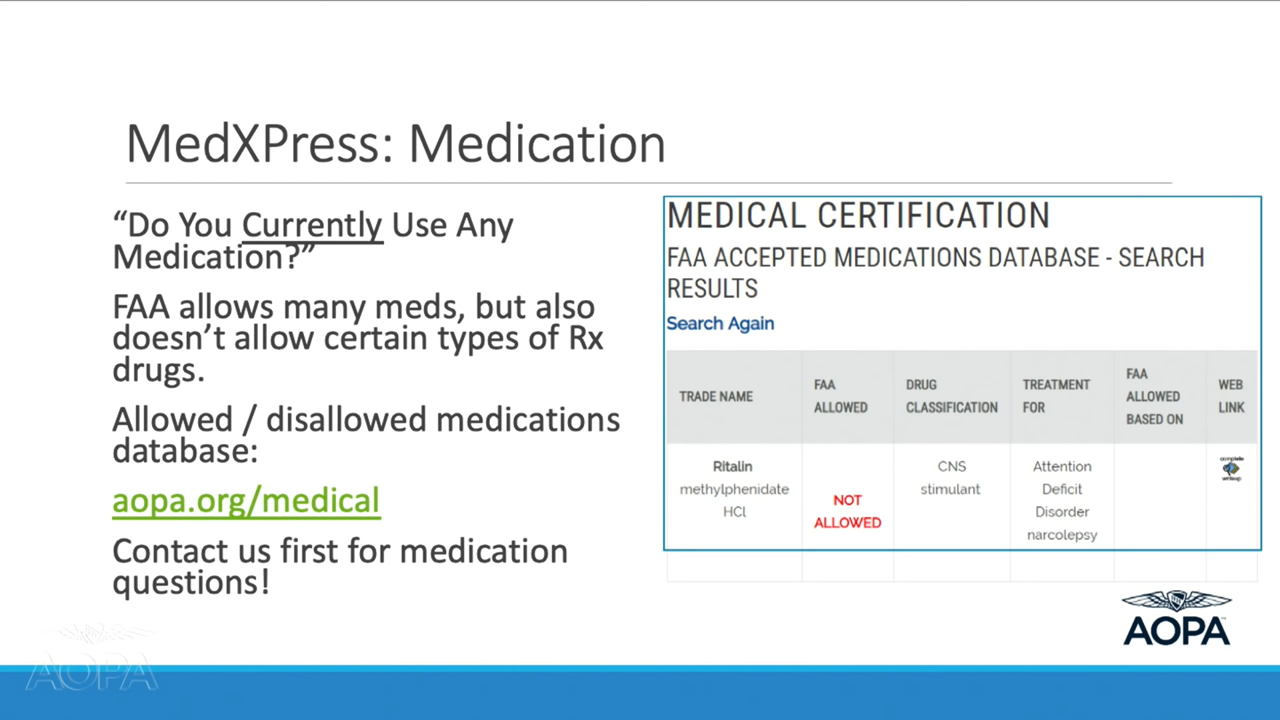 MedXPress: Medication
“Do You Currently Use Any
Medication?”
FAA allows many meds, but also
doesn’t allow certain types of Rx
drugs.
Allowed / disallowed medications
database:
aopa.org/medical
Contact us first for medication
questions!
MEDICAL CERTIFICATION
FAA ACCEPTED MEDICATIONS DATABASE - SEARCH
RESULTS
Search Again
TRADE NAME
FAA
ALLOWED
DRUG
CLASSIFICATION
TREATMENT
FOR
FAA
ALLOWED
BASED ON
WEB
LINK
Ritalin
methylphenidate
HCl
NOT
ALLOWED
CNS
stimulant
Attention
Deficit
Disorder
narcolepsy
complete
writeup
AOPA
AOPA